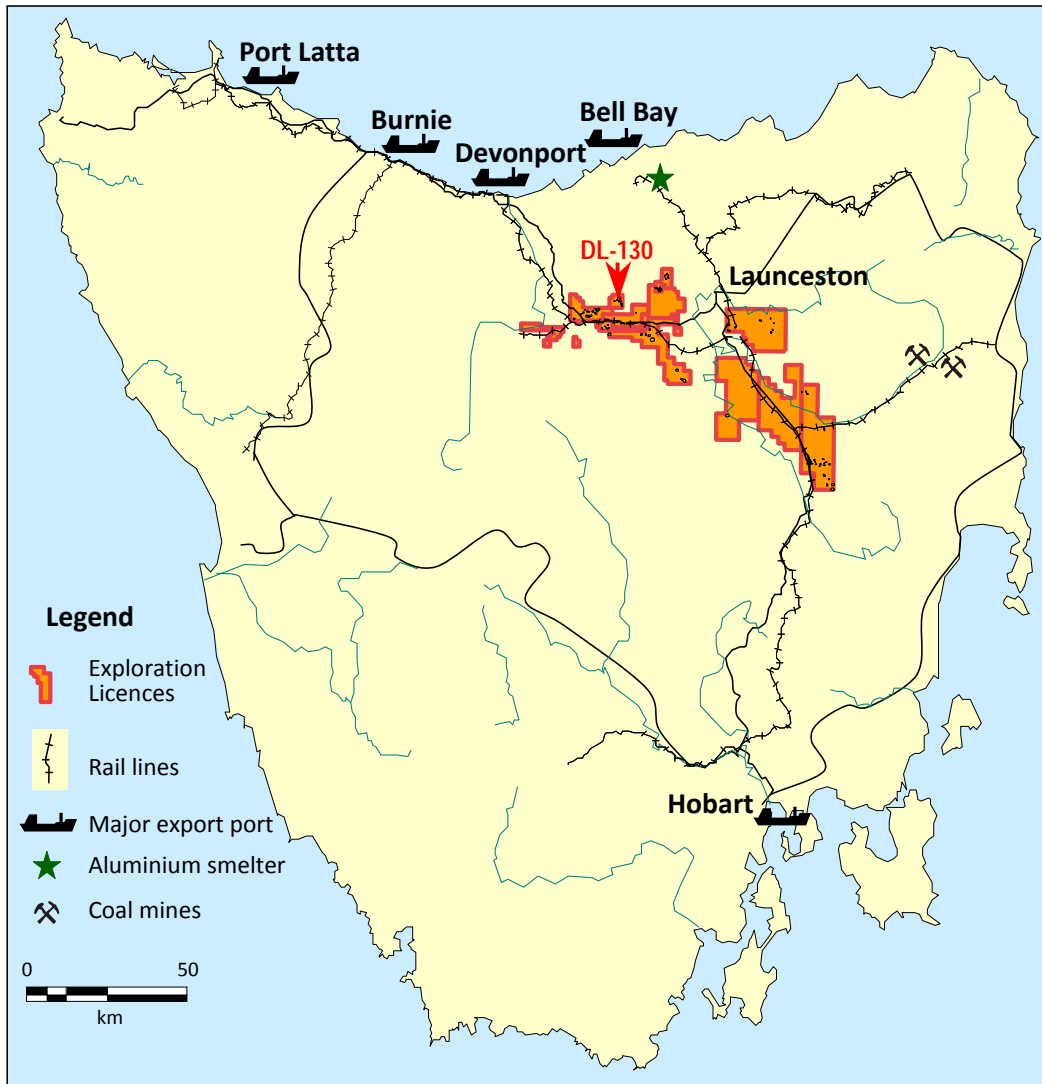 Port Latta
Burnie
Devonport
Bell Bay
DL-130
Launceston
Legend
Exploration
Licences
Rail lines
Major export port
Aluminium smelter
Coal mines
Hobart
0 50
km